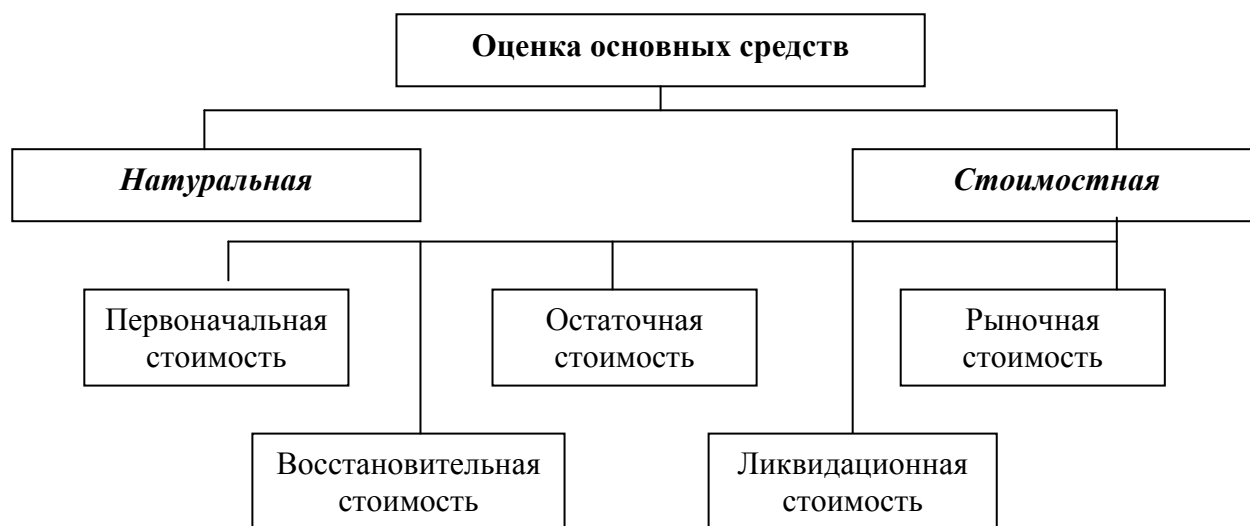 Оценка основных средств
Натуральная
Стоимостная
Первоначальная
стоимость
Остаточная
стоимость
Рыночная
стоимость
Восстановительная
стоимость
Ликвидационная
стоимость